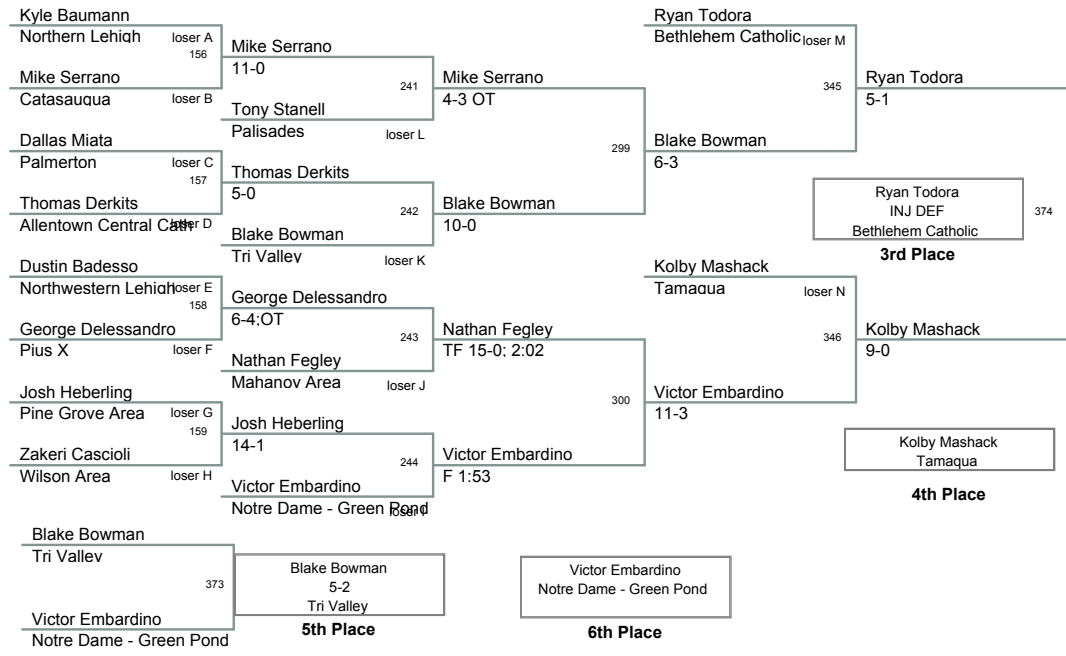 Kyle Baumann
Northern Lehigh
loser A
156
Mike Serrano
Catasauqua
loser B
Dallas Miata
Palmerton
loser C
157
Thomas Derkits
Allentown Central Cath
loser D
Dustin Badesso
Northwestern Lehigh
loser E
158
George Delessandro
Pius X
loser F
Josh Heberling
Pine Grove Area
loser G
159
Zakeri Cascioli
Wilson Area
loser H
Mike Serrano
11-0
241
Tony Stanell
Palisades
loser L
Thomas Derkits
5-0
242
Blake Bowman
Tri Valley
loser K
George Delessandro
6-4;OT
243
Nathan Fegley
Mahanoy Area
loser J
Josh Heberling
14-1
244
Victor Embardino
Notre Dame - Green Pond
loser I
Mike Serrano
4-3 OT
299
Blake Bowman
10-0
Nathan Fegley
TF 15-0; 2:02
300
Victor Embardino
F 1:53
Ryan Todora
Bethlehem Catholic
loser M
345
Blake Bowman
6-3
Kolby Mashack
Tamaqua
loser N
346
Victor Embardino
11-3
Ryan Todora
5-1
Ryan Todora
INJ DEF
Bethlehem Catholic
374
3rd Place
Kolby Mashack
9-0
Kolby Mashack
Tamaqua
4th Place
Blake Bowman
Tri Valley
373
Victor Embardino
Notre Dame - Green Pond
Blake Bowman
5-2
Tri Valley
5th Place
Victor Embardino
Notre Dame - Green Pond
6th Place